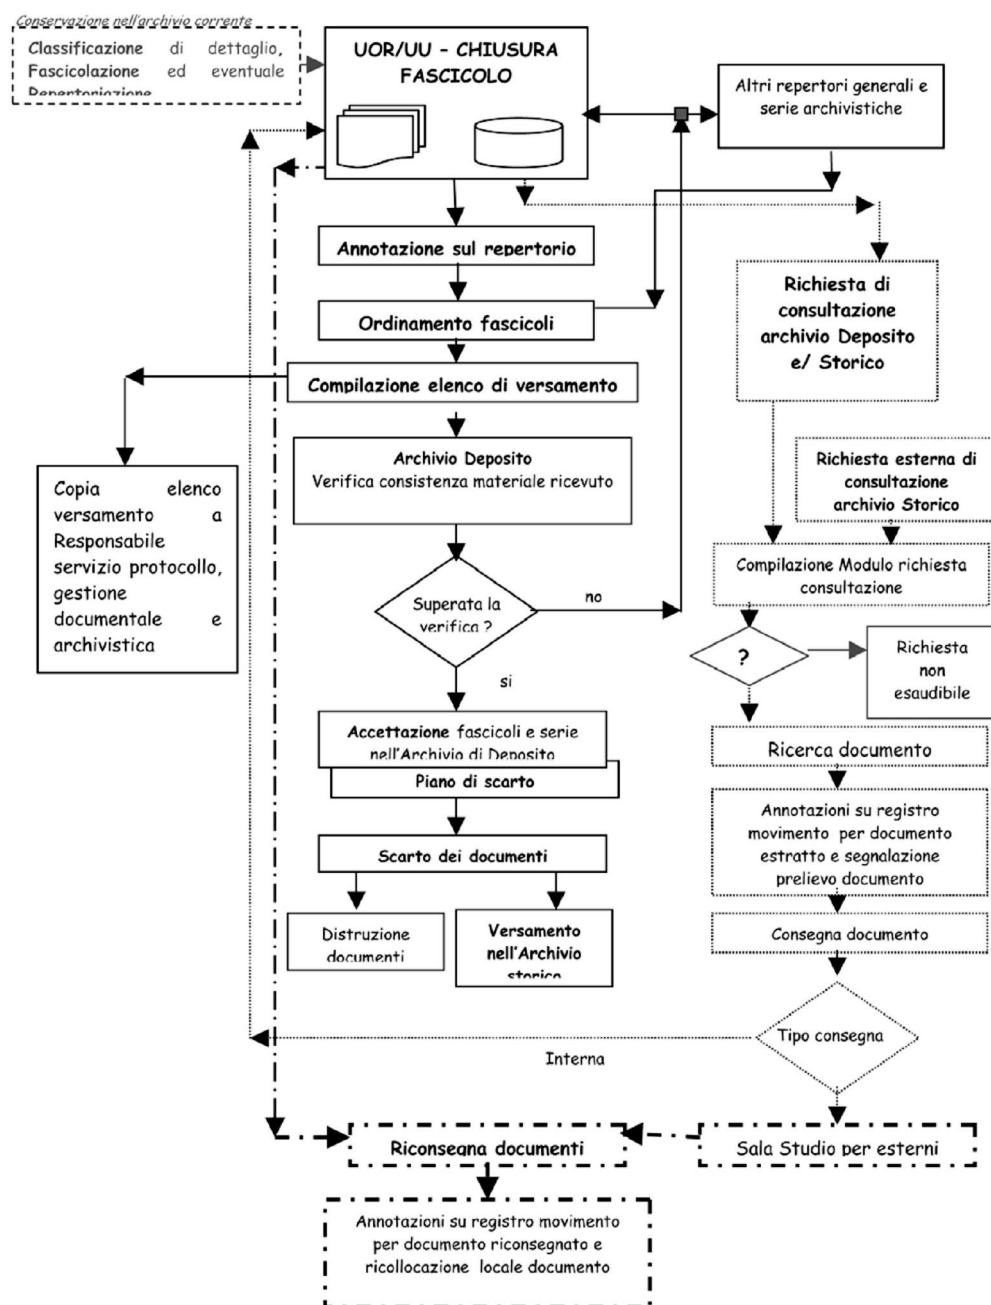 Conservazione nell'archivio corrente
Classificazione di dettaglio,
Fascicolazione ed eventuale
Repertoriazione
UOR/UU – CHIUSURA
FASCICOLO
Altri repertori generali e
serie archivistiche
Annotazione sul repertorio
Ordinamento fascicoli
Compilazione elenco di versamento
Richiesta di
consultazione
archivio Deposito
e/ Storico
Archivio Deposito
Verifica consistenza materiale ricevuto
Copia elenco
versamento a
Responsabile
servizio protocollo,
gestione
documentale e
archivistica
Richiesta esterna di
consultazione
archivio Storico
Compilazione Modulo richiesta
consultazione
Superata la
verifica ?
no
si
?
Richiesta
non
esaudibile
Accettazione fascicoli e serie
nell'Archivio di Deposito
Piano di scarto
Ricerca documento
Annotazioni su registro
movimento per documento
estratto e segnalazione
prelievo documento
Scarto dei documenti
Distruzione
documenti
Versamento
nell'Archivio
storico
Consegna documento
Tipo consegna
Interna
Riconsegna documenti
Sala Studio per esterni
Annotazioni su registro movimento
per documento riconsegnato e
ricollocazione locale documento